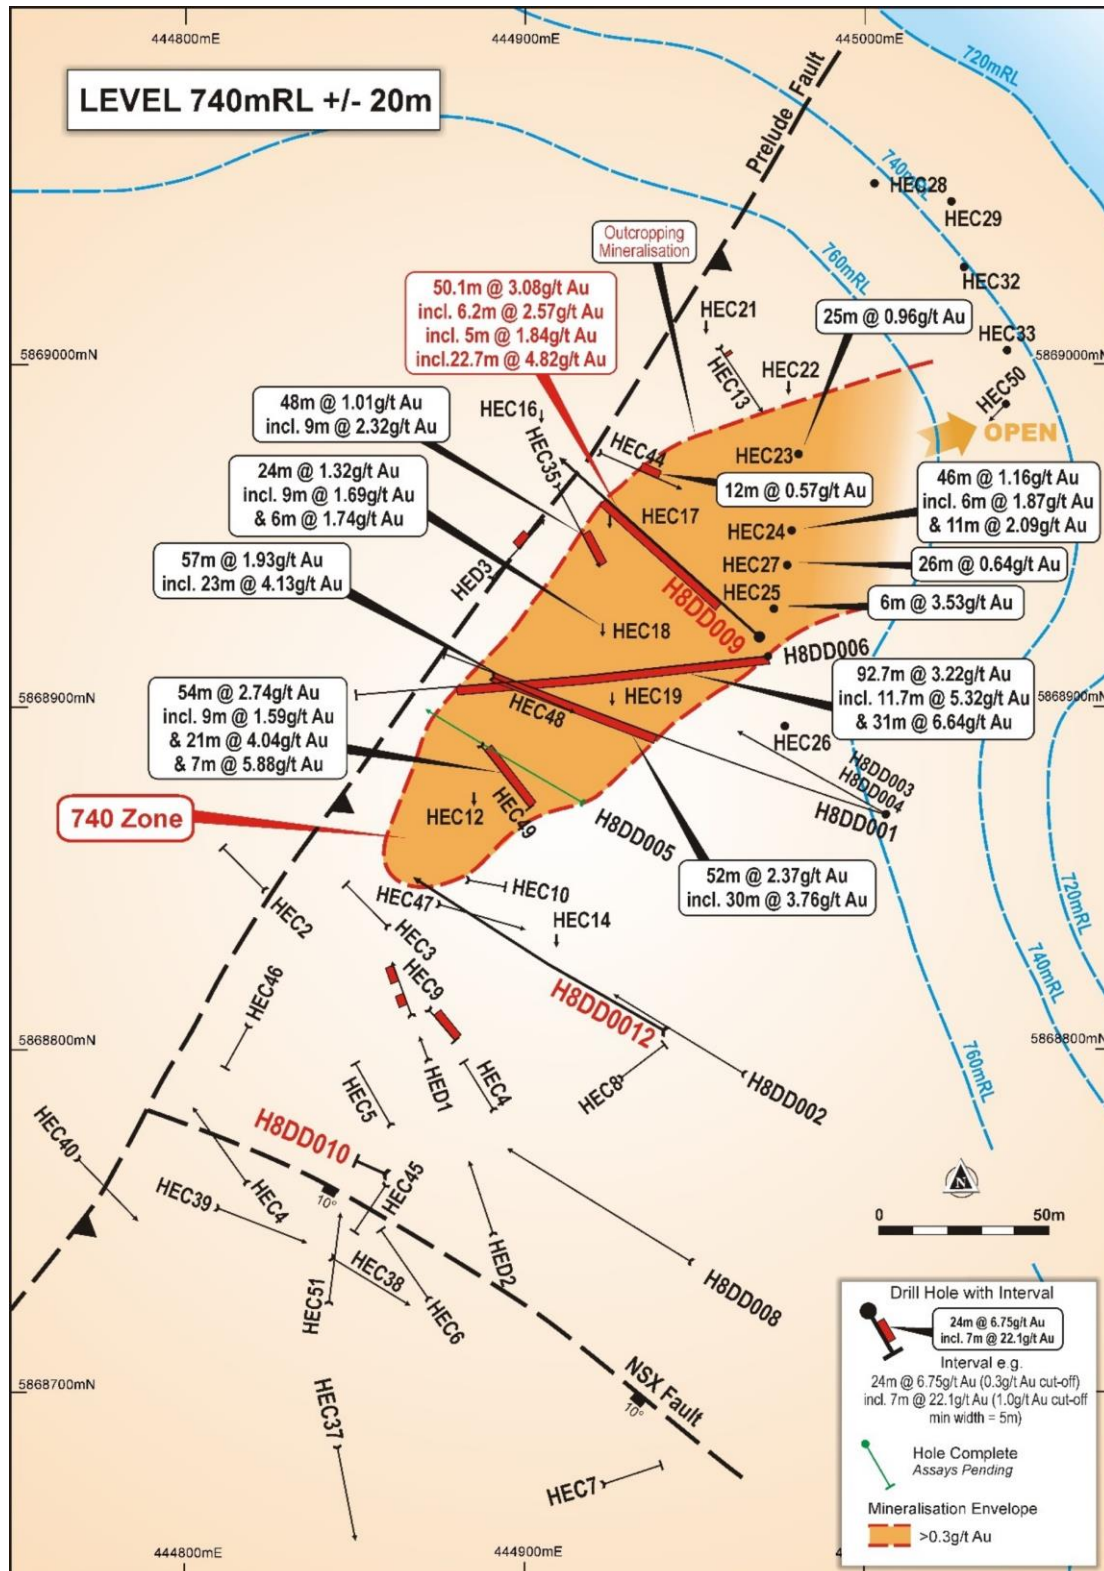 444800mE
444900mE
445000mE
LEVEL 740mRL +/- 20m
Prelude Fault
720mRL
740mRL
760mRL
HEC28
HEC29
HEC32
HEC33
HEC50
OPEN
Outcropping
Mineralisation
50.1m @ 3.08g/t Au
incl. 6.2m @ 2.57g/t Au
incl. 5m @ 1.84g/t Au
incl.22.7m @ 4.82g/t Au
HEC21
25m @ 0.96g/t Au
5869000mN
5869000mN
HEC13
HEC22
48m @ 1.01g/t Au
incl. 9m @ 2.32g/t Au
HEC16
HEC35
HEC44
HEC23
12m @ 0.57g/t Au
24m @ 1.32g/t Au
incl. 9m @ 1.69g/t Au
& 6m @ 1.74g/t Au
46m @ 1.16g/t Au
incl. 6m @ 1.87g/t Au
& 11m @ 2.09g/t Au
HEC17
HEC24
HED3
57m @ 1.93g/t Au
incl. 23m @ 4.13g/t Au
HEC27
26m @ 0.64g/t Au
HEC25
6m @ 3.53g/t Au
H8DD009
HEC18
H8DD006
92.7m @ 3.22g/t Au
incl. 11.7m @ 5.32g/t Au
& 31m @ 6.64g/t Au
54m @ 2.74g/t Au
incl. 9m @ 1.59g/t Au
& 21m @ 4.04g/t Au
& 7m @ 5.88g/t Au
HEC19
HEC48
5868900mN
5868900mN
HEC26
H8DD003
H8DD004
H8DD001
740 Zone
HEC12
HEC49
H8DD005
52m @ 2.37g/t Au
incl. 30m @ 3.76g/t Au
HEC2
HEC47
HEC10
HEC14
HEC3
HEC9
HEC46
H8DD0012
720mRL
740mRL
760mRL
5868800mN
5868800mN
HEC5
HED1
HEC4
HEC8
H8DD002
H8DD010
HEC40
HEC39
HEC4
10°
HEC45
HEC51
HEC38
HEC6
HED2
H8DD008
N
0
50m
5868700mN
HEC37
NSX Fault
10°
HEC7
Drill Hole with Interval
24m @ 6.75g/t Au
incl. 7m @ 22.1g/t Au
Interval e.g.
24m @ 6.75g/t Au (0.3g/t Au cut-off)
incl. 7m @ 22.1g/t Au (1.0g/t Au cut-off
min width = 5m)
Hole Complete
Assays Pending
Mineralisation Envelope
>0.3g/t Au
444800mE
444900mE